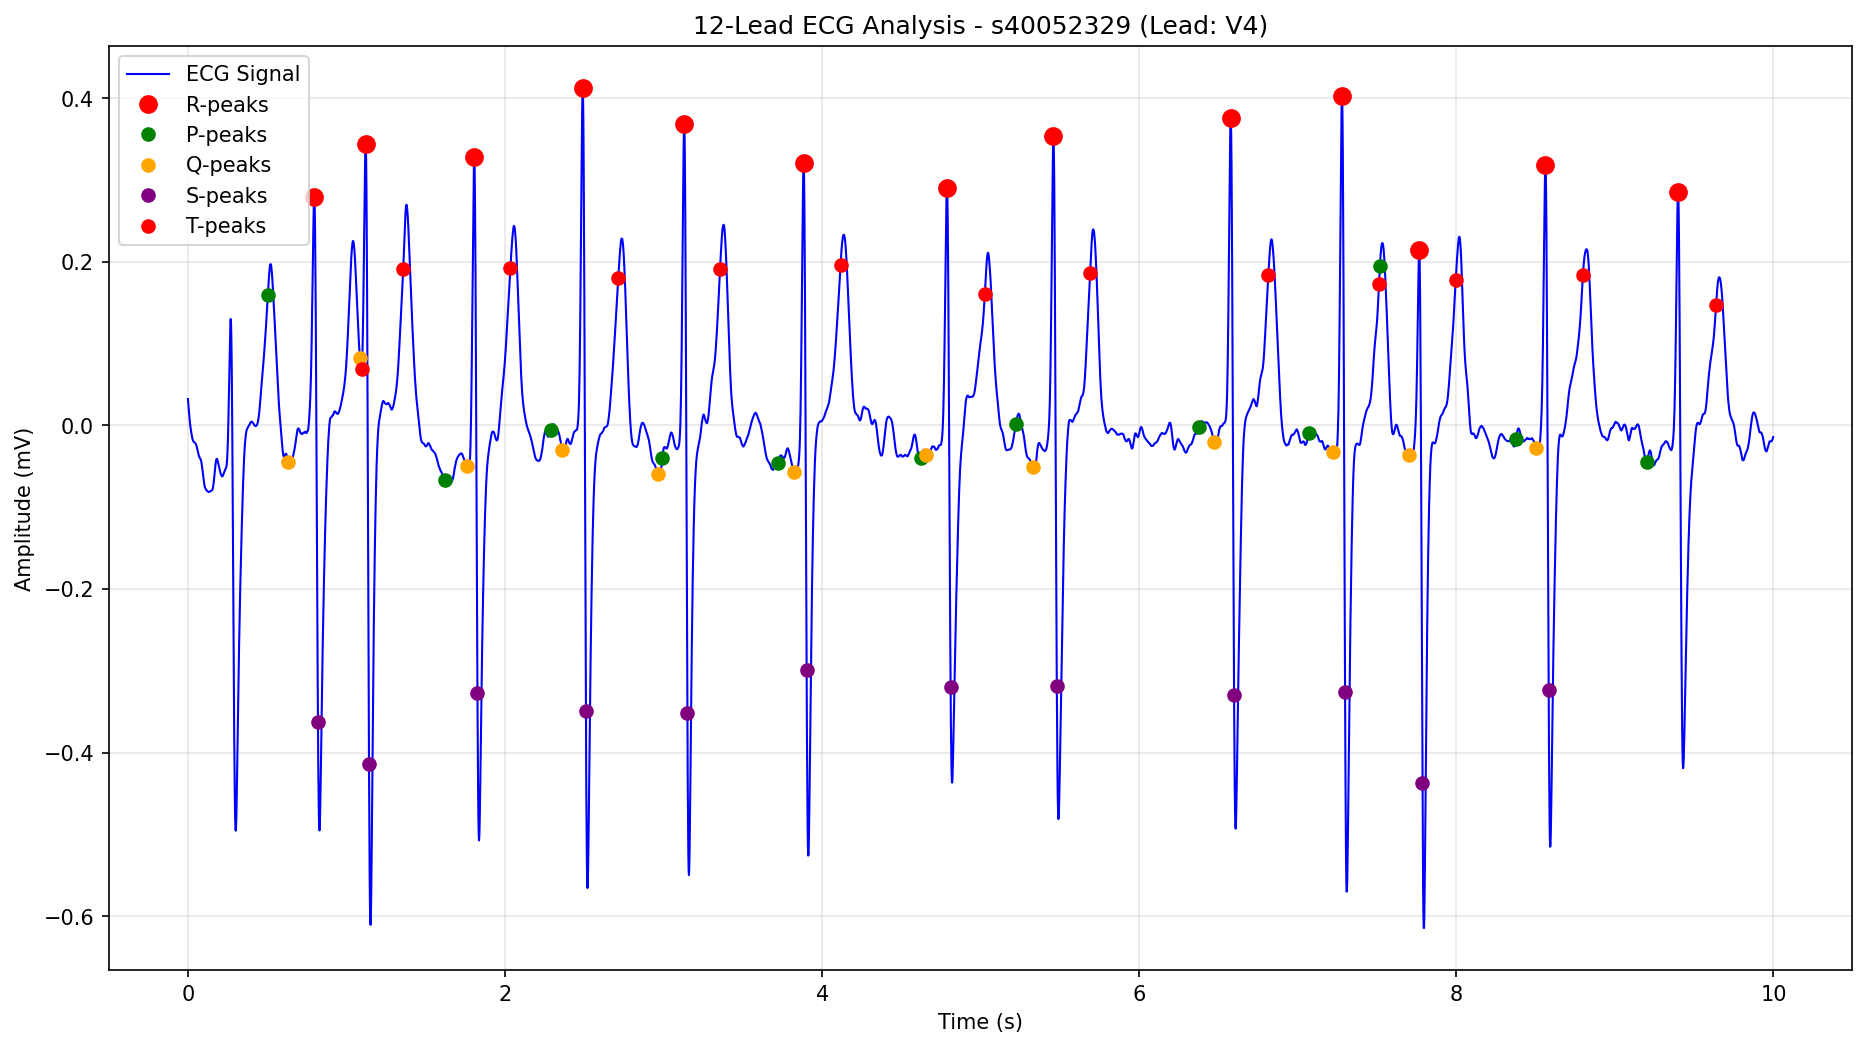 12-Lead ECG Analysis - s40052329 (Lead: V4)
ECG Signal
R-peaks
P-peaks
Q-peaks
S-peaks
T-peaks
0.4
0.2
0.0
−0.2
−0.4
−0.6
Amplitude (mV)
0 2 4 6 8 10
Time (s)